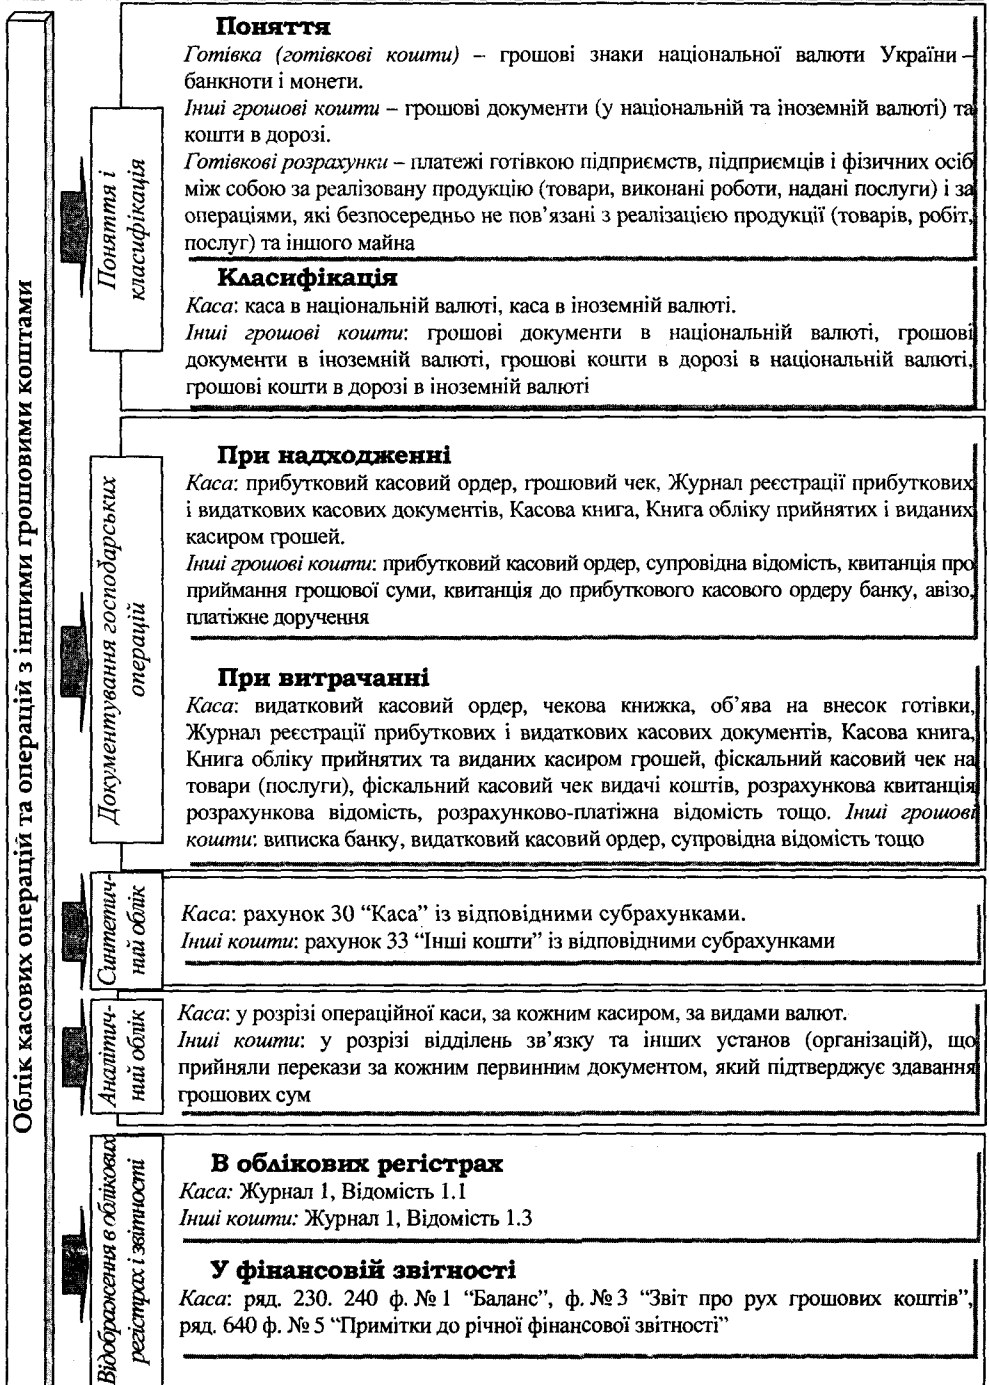 Облік касових операцій та операцій з іншими грошовими коштами
Поняття і
класифікація
Поняття
Готівка (готівкові кошти) – грошові знаки національної валюти України –
банкноти і монети.
Інші грошові кошти – грошові документи (у національній та іноземній валюті) та
кошти в дорозі.
Готівкові розрахунки – платежі готівкою підприємств, підприємців і фізичних осіб
між собою за реалізовану продукцію (товари, виконані роботи, надані послуги) і за
операціями, які безпосередньо не пов’язані з реалізацією продукції (товарів, робіт,
послуг) та іншого майна
Класифікація
Каса: каса в національній валюті, каса в іноземній валюті.
Інші грошові кошти: грошові документи в національній валюті, грошові
документи в іноземній валюті, грошові кошти в дорозі в національній валюті,
грошові кошти в дорозі в іноземній валюті
Документування господарських
операцій
При надходженні
Каса: прибутковий касовий ордер, грошовий чек, Журнал реєстрації прибуткових
і видаткових касових документів, Касова книга, Книга обліку прийнятих і виданих
касиром грошей.
Інші грошові кошти: прибутковий касовий ордер, супровідна відомість, квитанція про
приймання грошової суми, квитанція до прибуткового касового ордеру банку, авізо,
платіжне доручення
При витрачанні
Каса: видатковий касовий ордер, чекова книжка, об’ява на внесок готівки,
Журнал реєстрації прибуткових і видаткових касових документів, Касова книга,
Книга обліку прийнятих та виданих касиром грошей, фіскальний касовий чек на
товари (послуги), фіскальний касовий чек видачі коштів, розрахункова квитанція
розрахункова відомість, розрахунково-платіжна відомість тощо. Інші грошові
кошти: виписка банку, видатковий касовий ордер, супровідна відомість тощо
Синтетич-
ний облік
Каса: рахунок 30 “Каса” із відповідними субрахунками.
Інші кошти: рахунок 33 “Інші кошти” із відповідними субрахунками
Аналітич-
ний облік
Каса: у розрізі операційної каси, за кожним касиром, за видами валют.
Інші кошти: у розрізі відділень зв’язку та інших установ (організацій), що
прийняли перекази за кожним первинним документом, який підтверджує здавання
грошових сум
Відображення в облікових
регістрах і звітності
В облікових регістрах
Каса: Журнал 1, Відомість 1.1
Інші кошти: Журнал 1, Відомість 1.3
У фінансовій звітності
Каса: ряд. 230. 240 ф. № 1 “Баланс”, ф. № 3 “Звіт про рух грошових коштів”,
ряд. 640 ф. № 5 “Примітки до річної фінансової звітності”